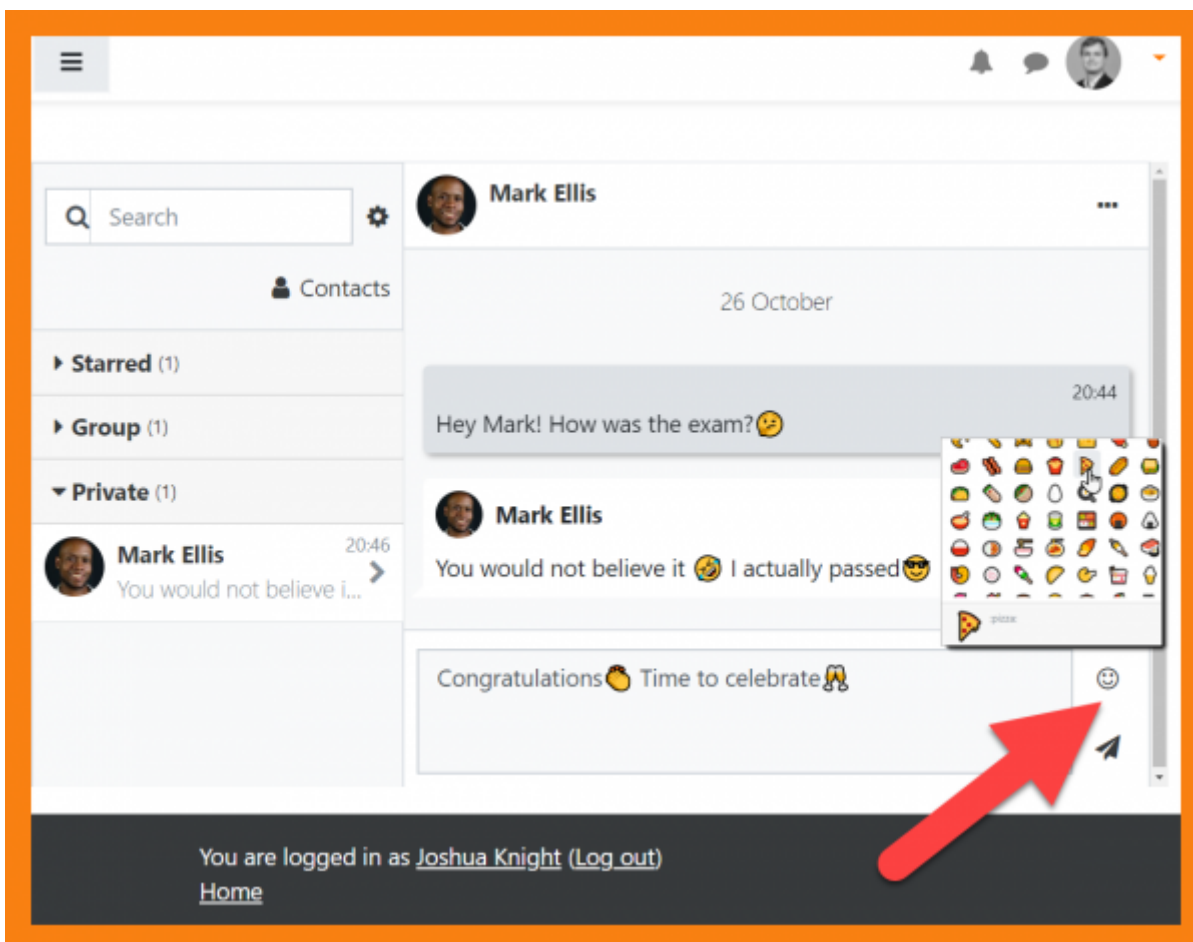 Search
Contacts
Starred (1)
Group (1)
Private (1)
Mark Ellis
20:46
You would not believe i...
Mark Ellis
26 October
20:44
Hey Mark! How was the exam?🤔
Mark Ellis
You would not believe it 🤣 I actually passed😎
:pizza:
Congratulations👏 Time to celebrate🥂
You are logged in as Joshua Knight (Log out)
Home